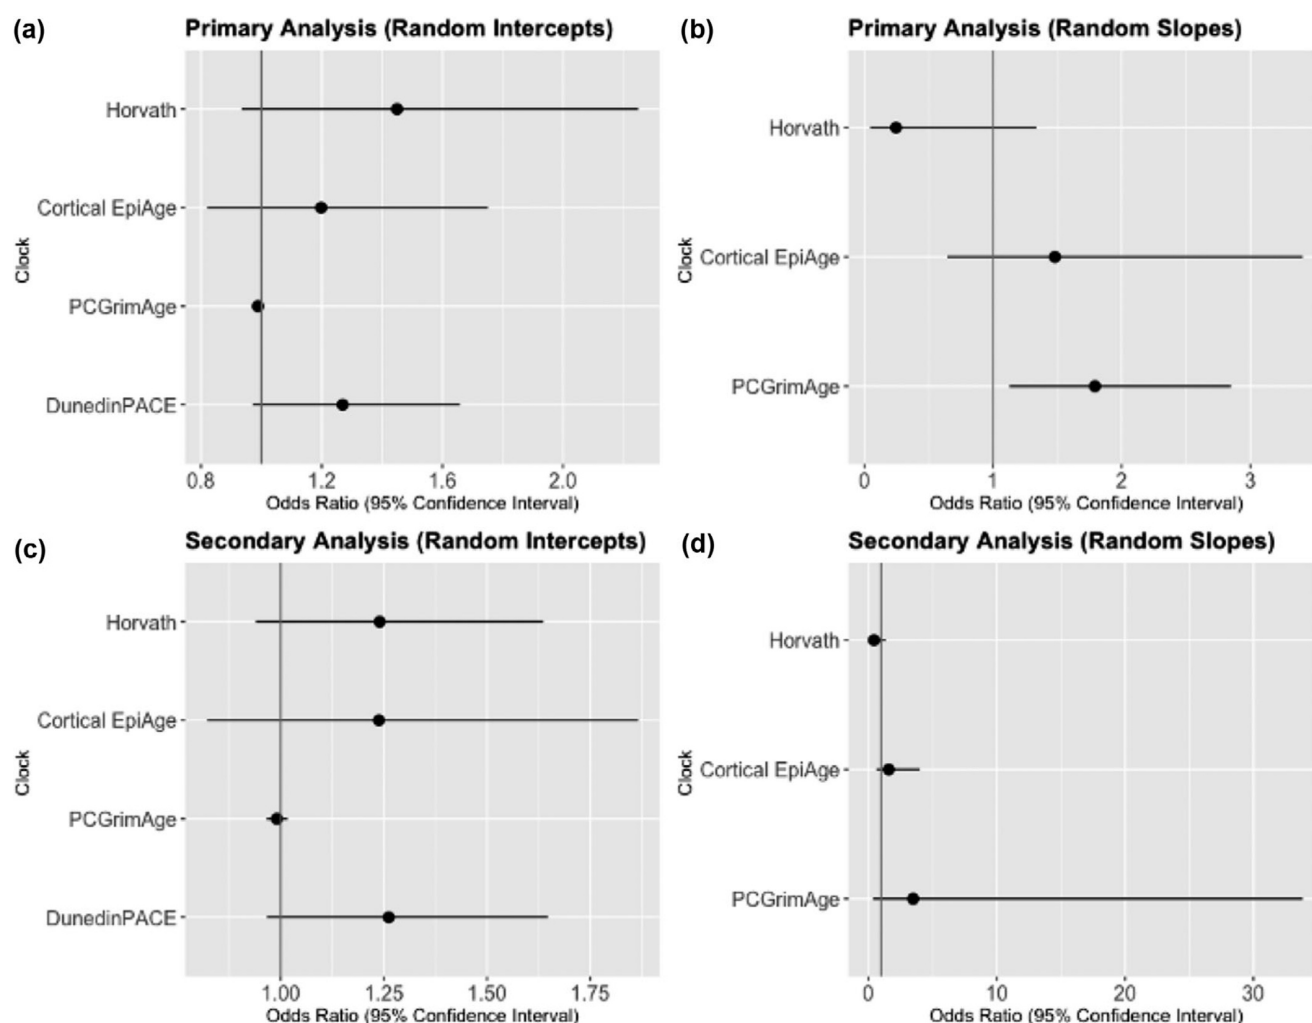 (a)
Primary Analysis (Random Intercepts)
Clock
Horvath
Cortical EpiAge
PCGrimAge
DunedinPACE
0.8 1.2 1.6 2.0
Odds Ratio (95% Confidence Interval)
(b)
Primary Analysis (Random Slopes)
Clock
Horvath
Cortical EpiAge
PCGrimAge
0 1 2 3
Odds Ratio (95% Confidence Interval)
(c)
Secondary Analysis (Random Intercepts)
Clock
Horvath
Cortical EpiAge
PCGrimAge
DunedinPACE
1.00 1.25 1.50 1.75
Odds Ratio (95% Confidence Interval)
(d)
Secondary Analysis (Random Slopes)
Clock
Horvath
Cortical EpiAge
PCGrimAge
0 10 20 30
Odds Ratio (95% Confidence Interval)